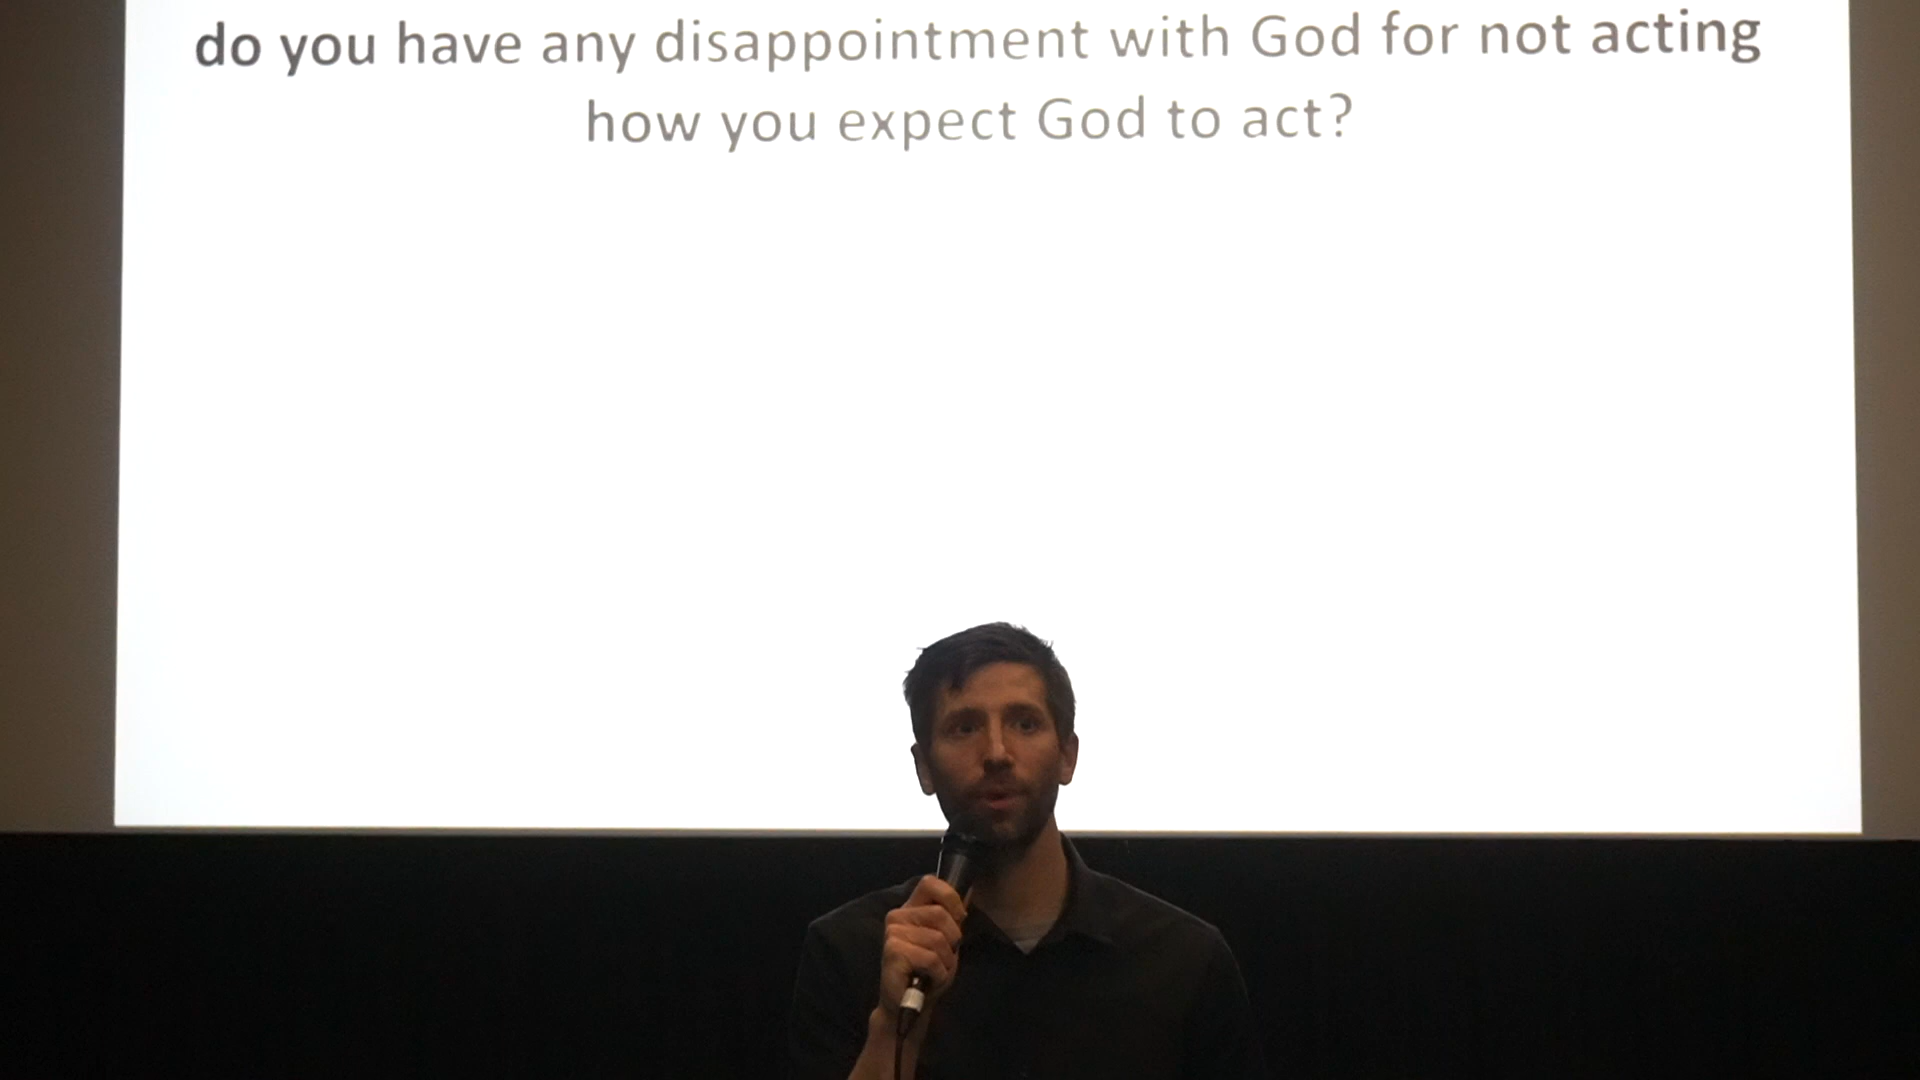 do you have any disappointment with God for not acting
how you expect God to act?